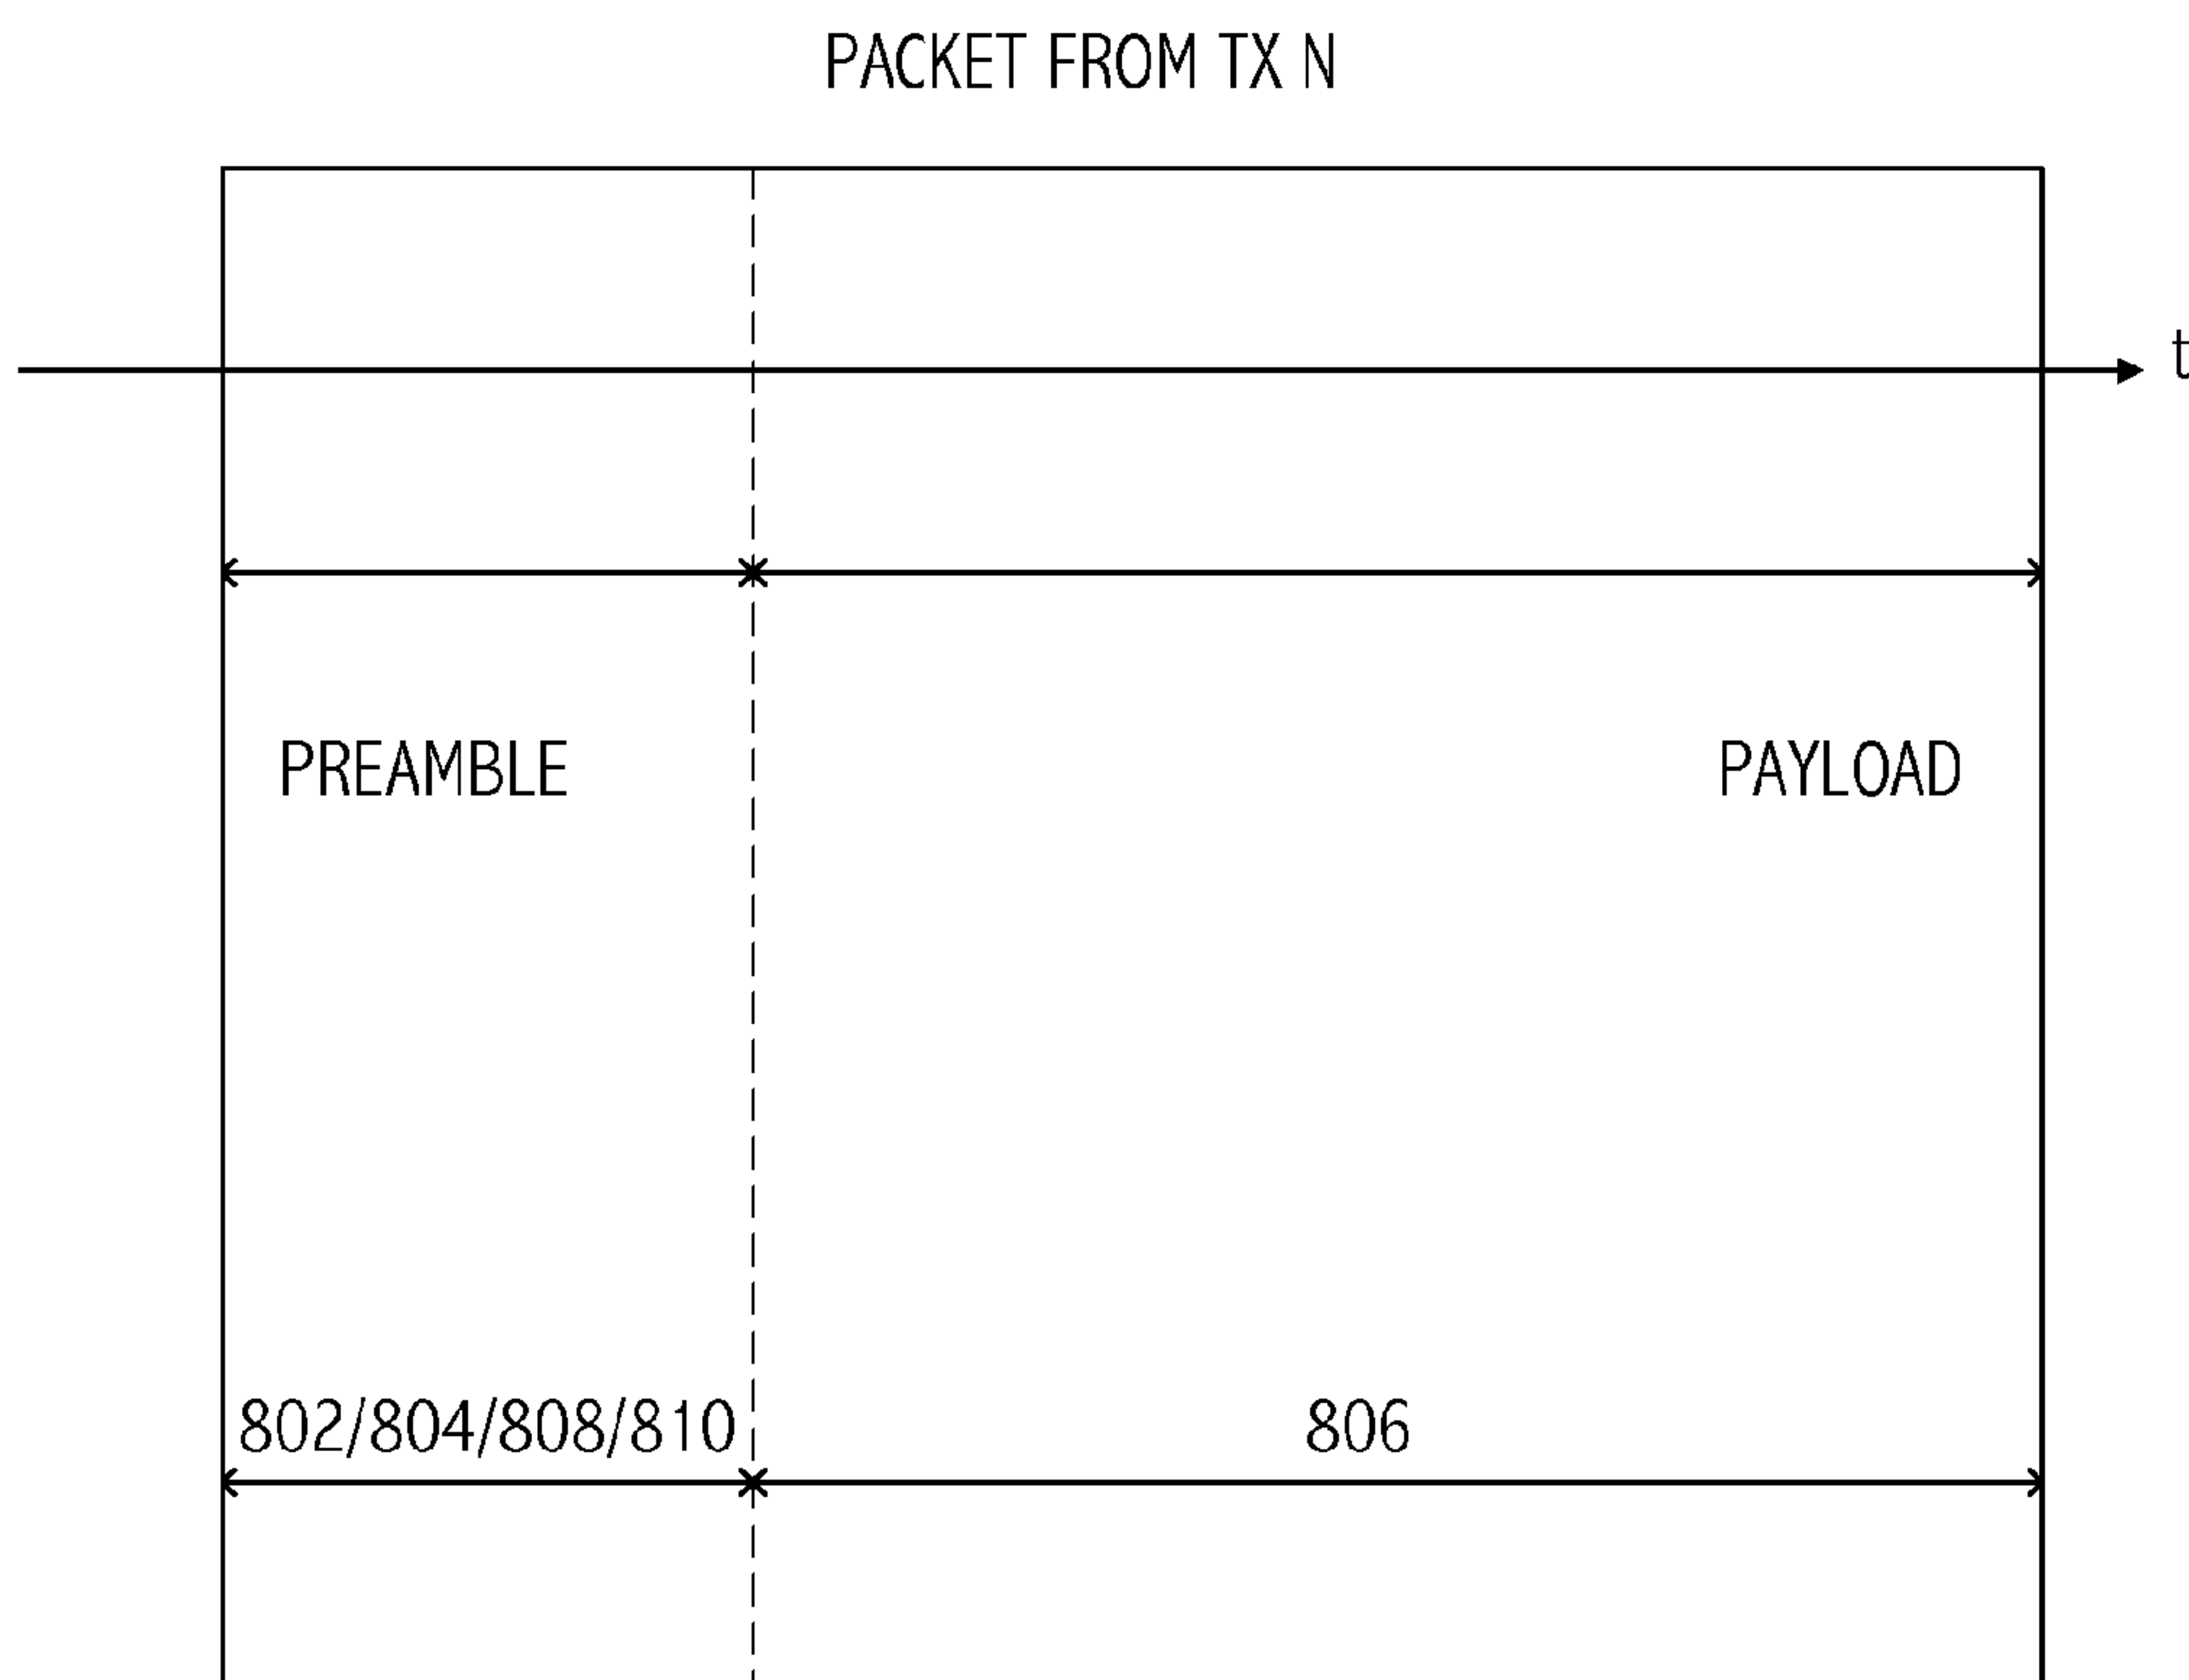 PACKET FROM TX N
t
PREAMBLE PAYLOAD
802/804/808/810 806